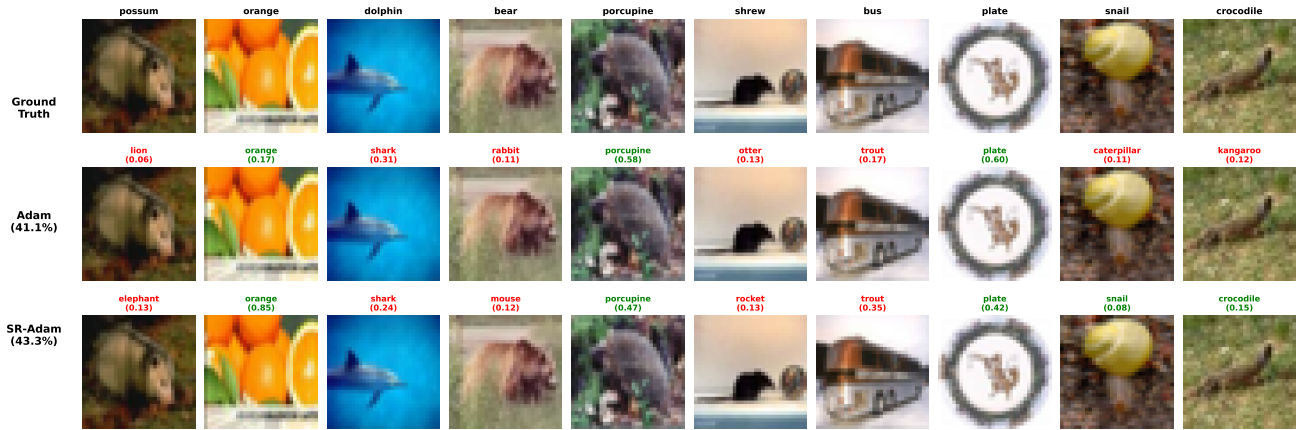 possum orange dolphin bear porcupine shrew bus plate snail crocodile
Ground
Truth
lion orange shark rabbit porcupine otter trout plate caterpillar kangaroo
(0.06) (0.17) (0.31) (0.11) (0.58) (0.13) (0.17) (0.60) (0.11) (0.12)
Adam
(41.1%)
elephant orange shark mouse porcupine rocket trout plate snail crocodile
(0.13) (0.85) (0.24) (0.12) (0.47) (0.13) (0.35) (0.42) (0.08) (0.15)
SR-Adam
(43.3%)